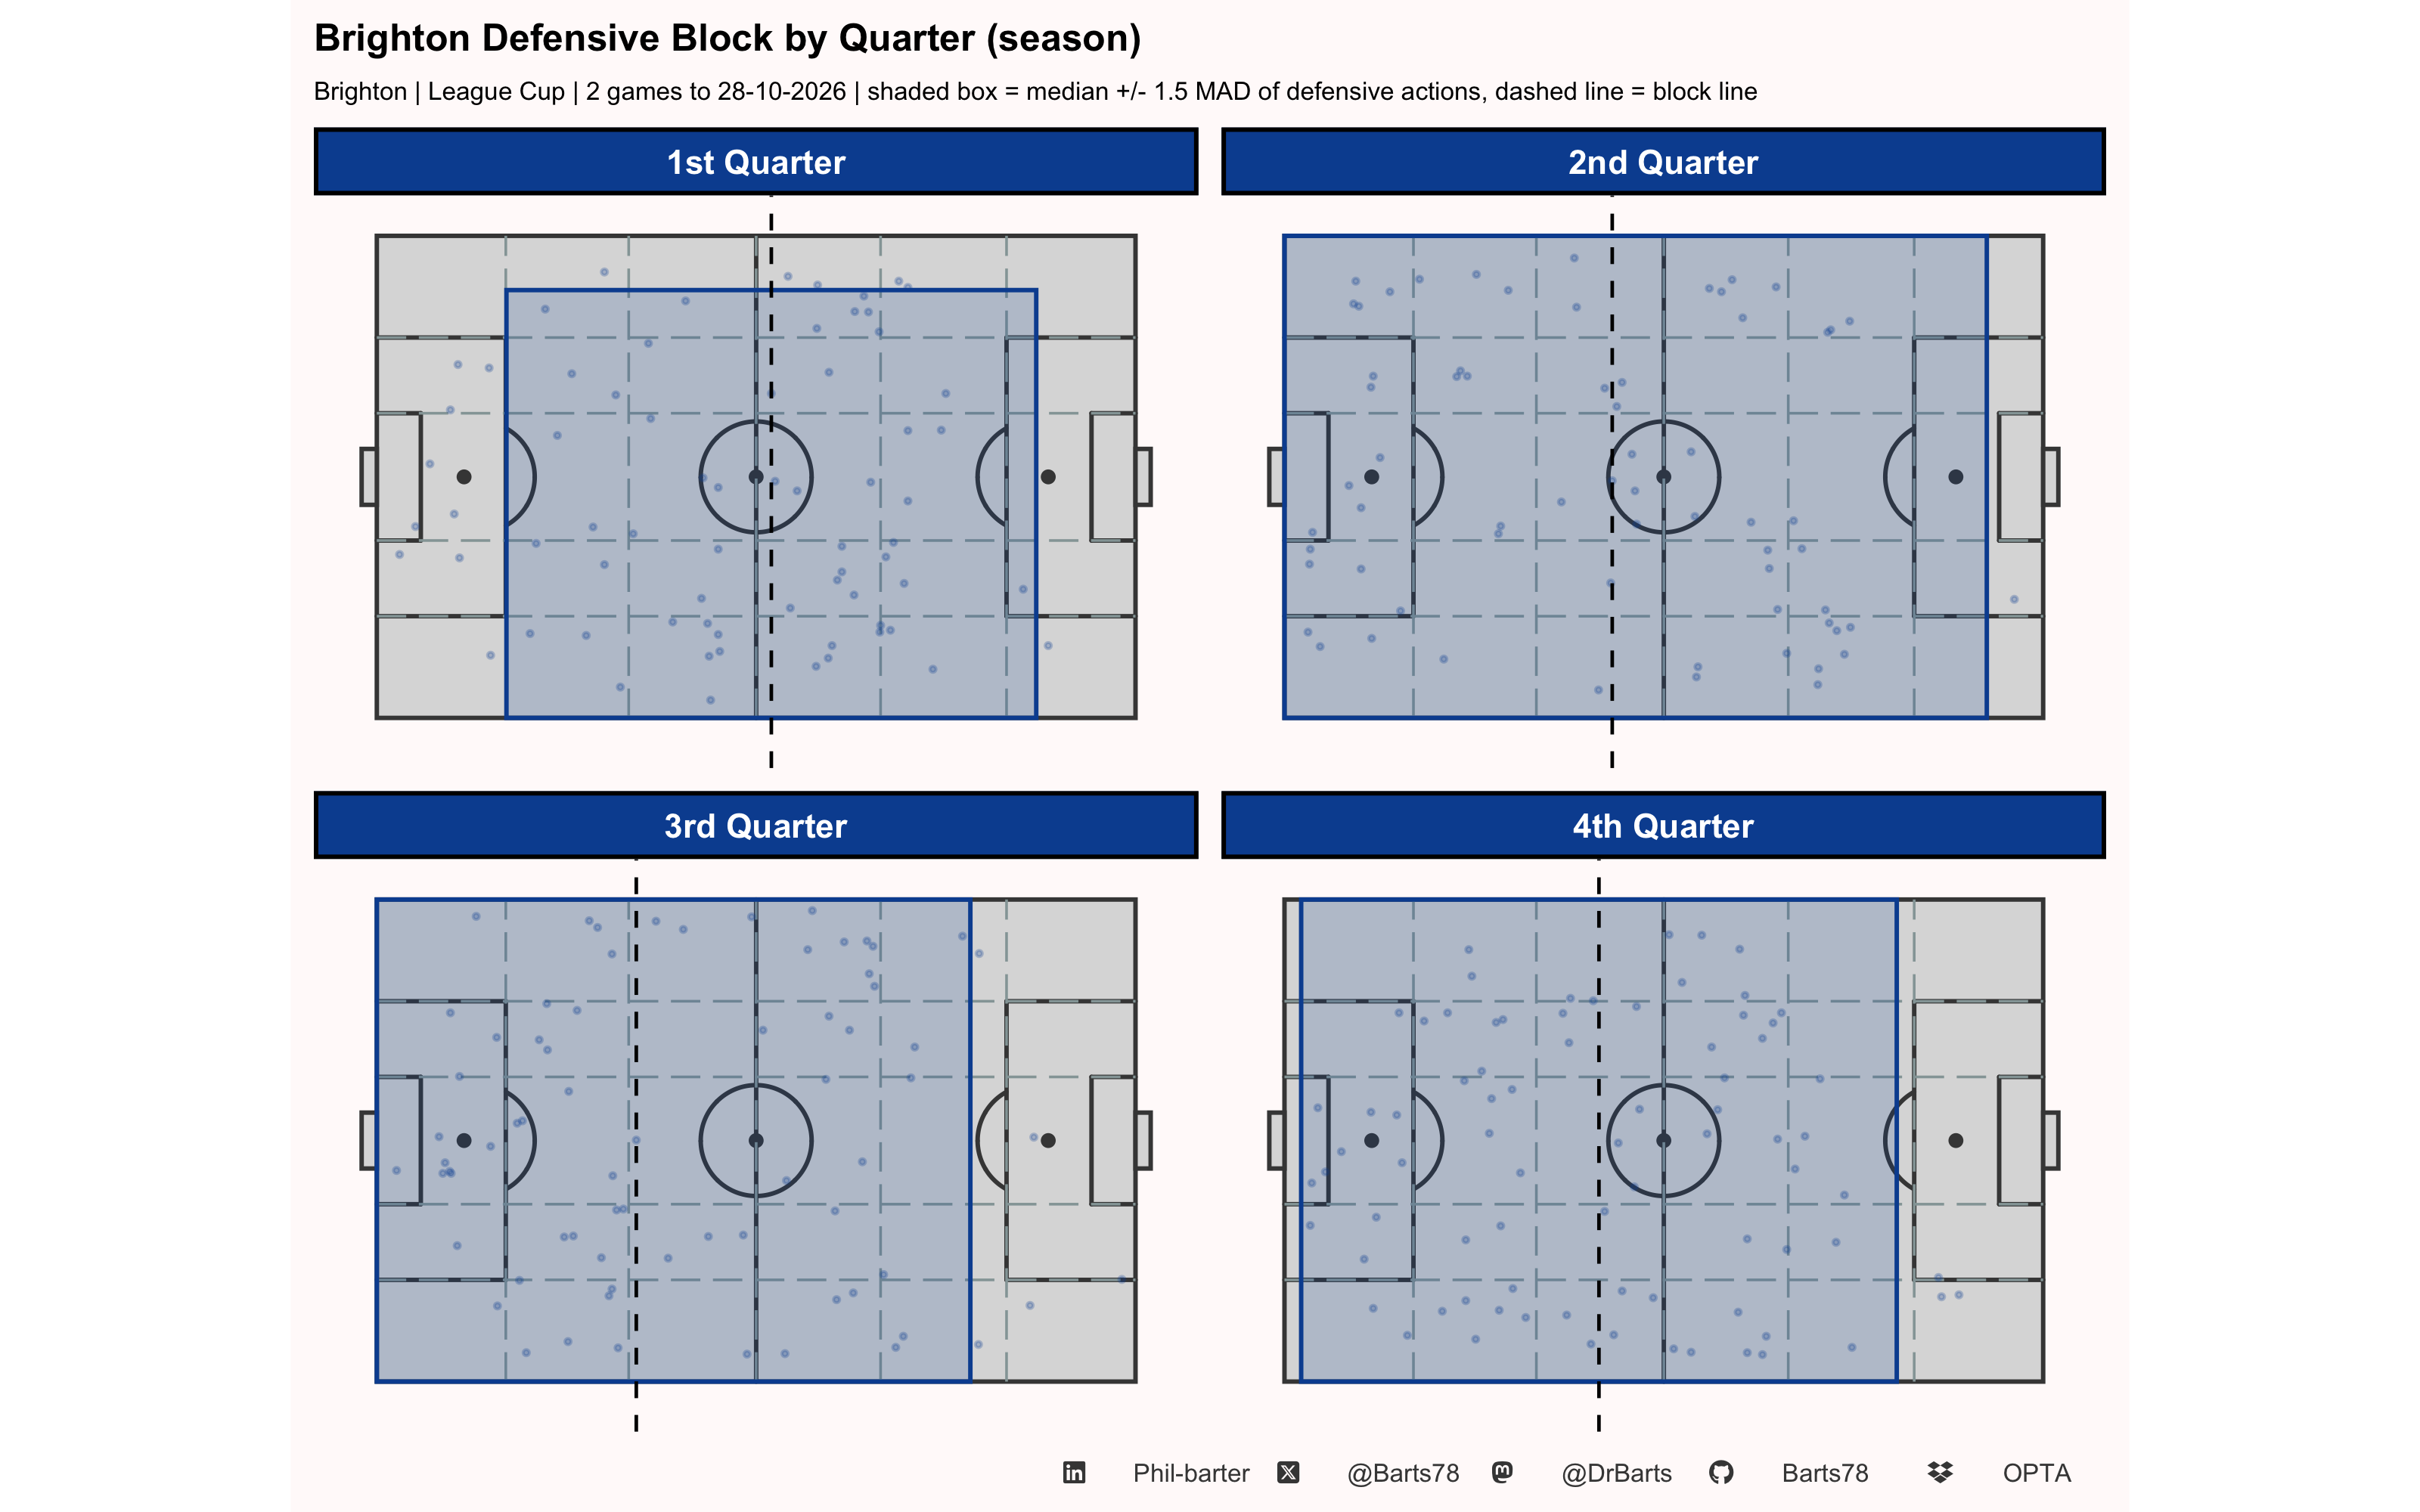 Brighton Defensive Block by Quarter (season)
Brighton | League Cup | 2 games to 28-10-2026 | shaded box = median +/- 1.5 MAD of defensive actions, dashed line = block line
1st Quarter
2nd Quarter
3rd Quarter
4th Quarter
Phil-barter @Barts78 @DrBarts Barts78 OPTA